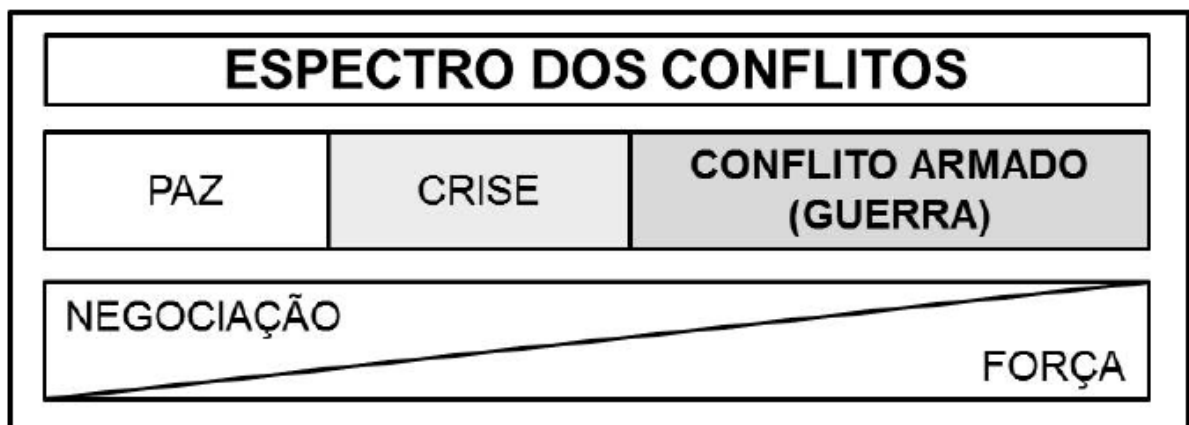 ESPECTRO DOS CONFLITOS
PAZ
CRISE
CONFLITO ARMADO
(GUERRA)
NEGOCIAÇÃO
FORÇA